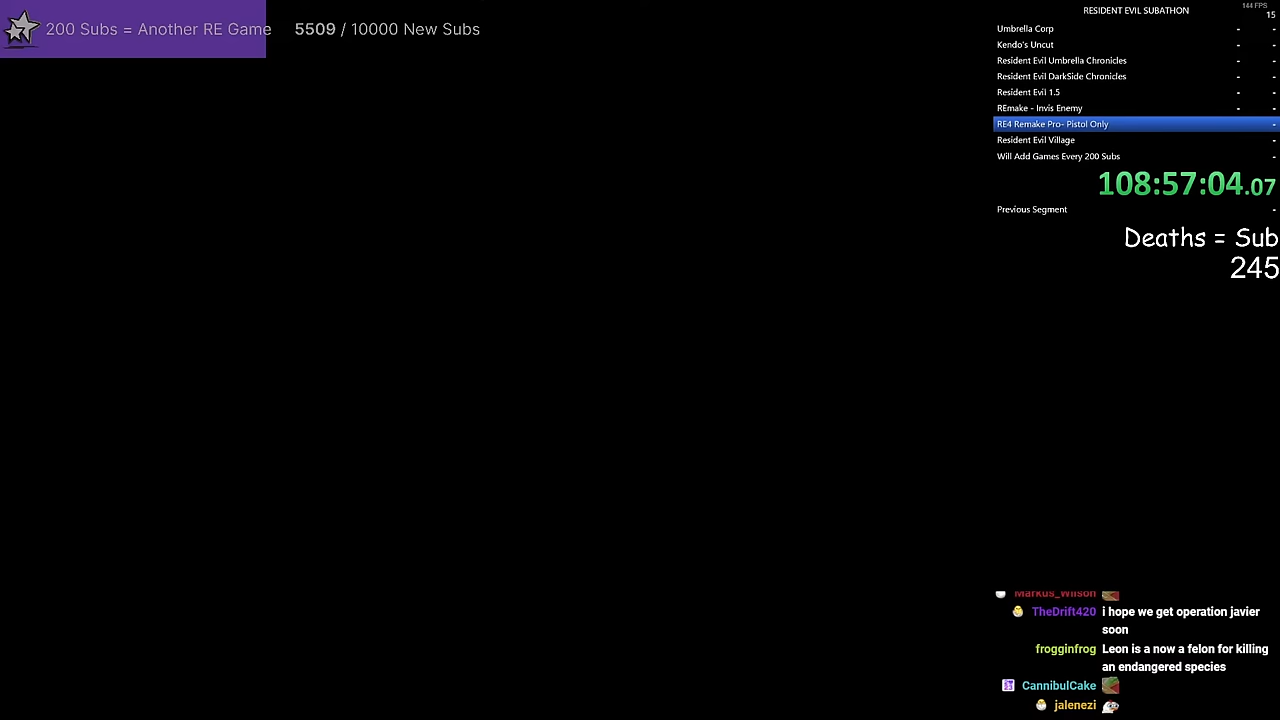 200 Subs = Another RE Game 5509 / 10000 New Subs
144 FPS
RESIDENT EVIL SUBATHON
15
Umbrella Corp - -
Kendo's Uncut - -
Resident Evil Umbrella Chronicles - -
Resident Evil DarkSide Chronicles - -
Resident Evil 1.5 - -
REmake - Invis Enemy - -
RE4 Remake Pro- Pistol Only -
Resident Evil Village -
Will Add Games Every 200 Subs -
108:57:04.07
Previous Segment -
Deaths = Sub
245
Markus_Wilson
TheDrift420 i hope we get operation javier
soon
frogginfrog Leon is a now a felon for killing
an endangered species
CannibulCake
jalenezi